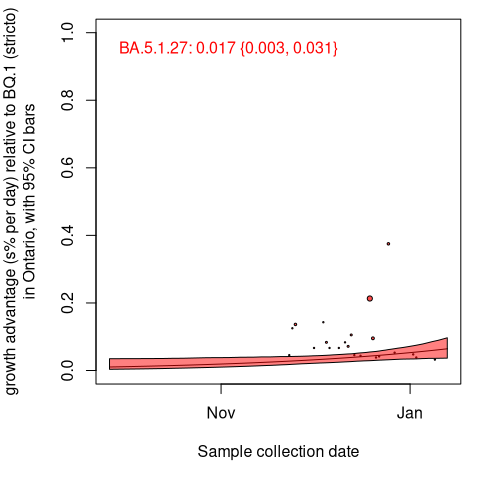 growth advantage (s% per day) relative to BQ.1 (stricto)
in Ontario, with 95% CI bars
1.0
0.8
0.6
0.4
0.2
0.0
BA.5.1.27: 0.017 {0.003, 0.031}
Nov
Jan
Sample collection date